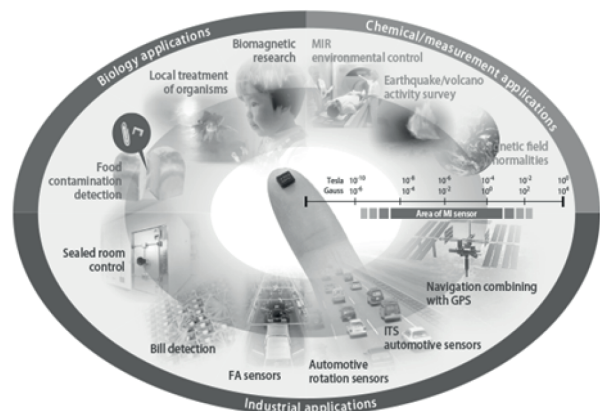 Biology applications
Chemical/measurement applications
Biomagnetic
research
MIR
environmental control
Local treatment
of organisms
Earthquake/volcano
activity survey
netic field
normalities
Food
contamination
detection
Tesla 10⁻¹⁰ 10⁻⁸ 10⁻⁶ 10⁻⁴ 10⁻²
Gauss 10⁻⁶ 10⁻⁴ 10⁻² 10⁰ 10²
Area of MI sensor
Sealed room
control
Navigation combining
with GPS
Bill detection
ITS
automotive sensors
FA sensors
Automotive
rotation sensors
Industrial applications